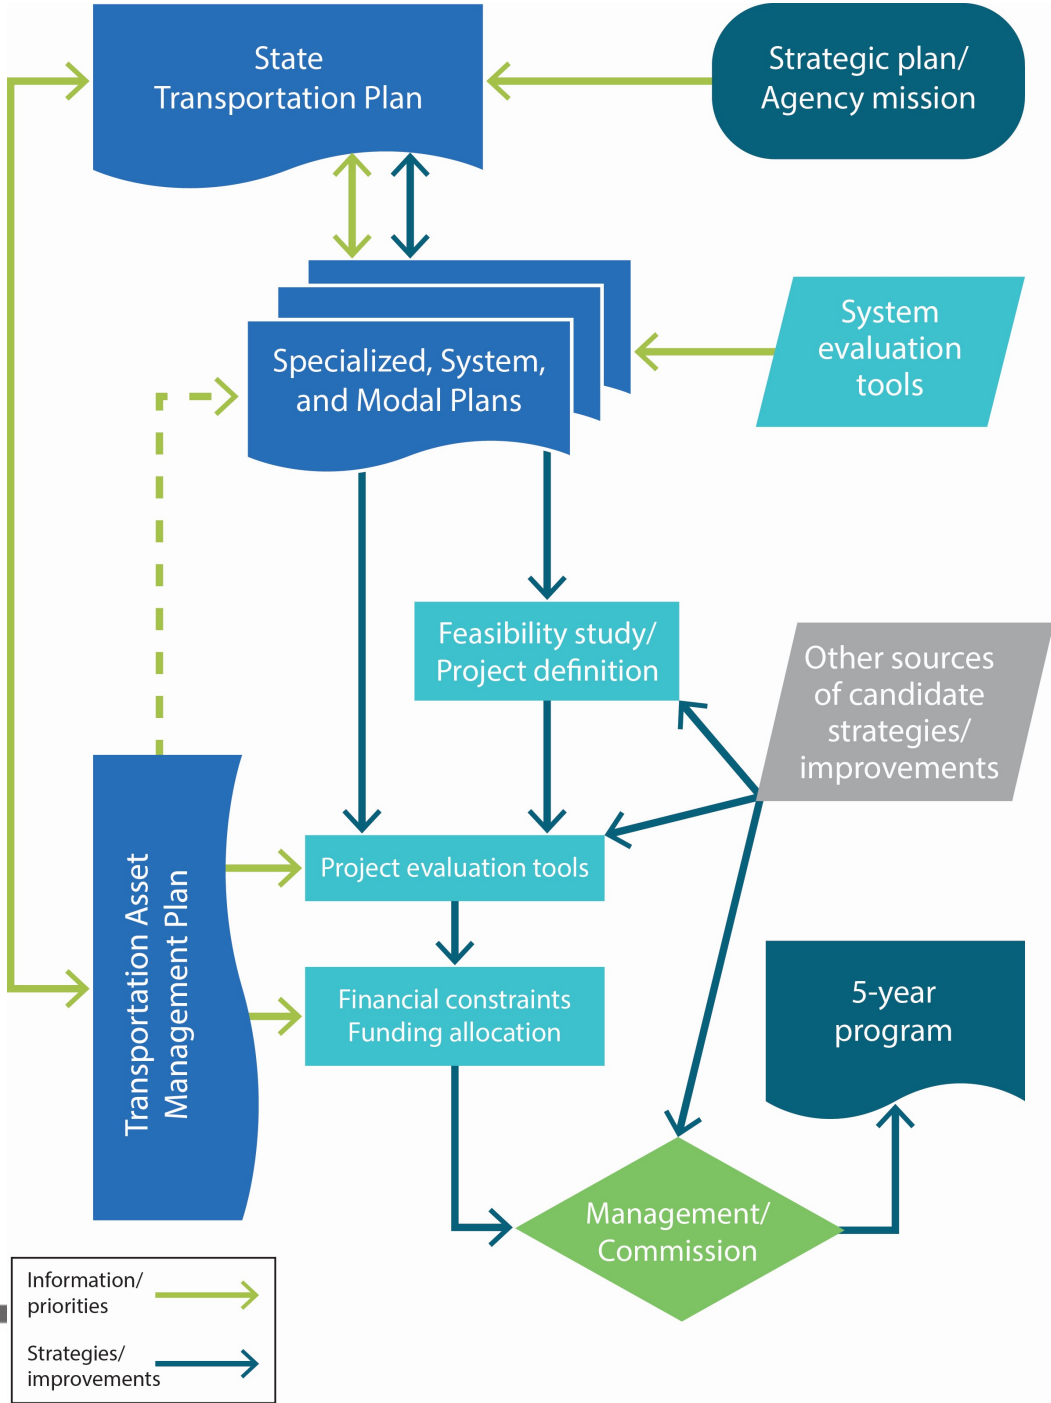 State
Transportation Plan
Strategic plan/
Agency mission
Specialized, System,
and Modal Plans
System
evaluation
tools
Feasibility study/
Project definition
Other sources
of candidate
strategies/
improvements
Project evaluation tools
Transportation Asset
Management Plan
Financial constraints
Funding allocation
5-year
program
Management/
Commission
Information/
priorities
Strategies/
improvements